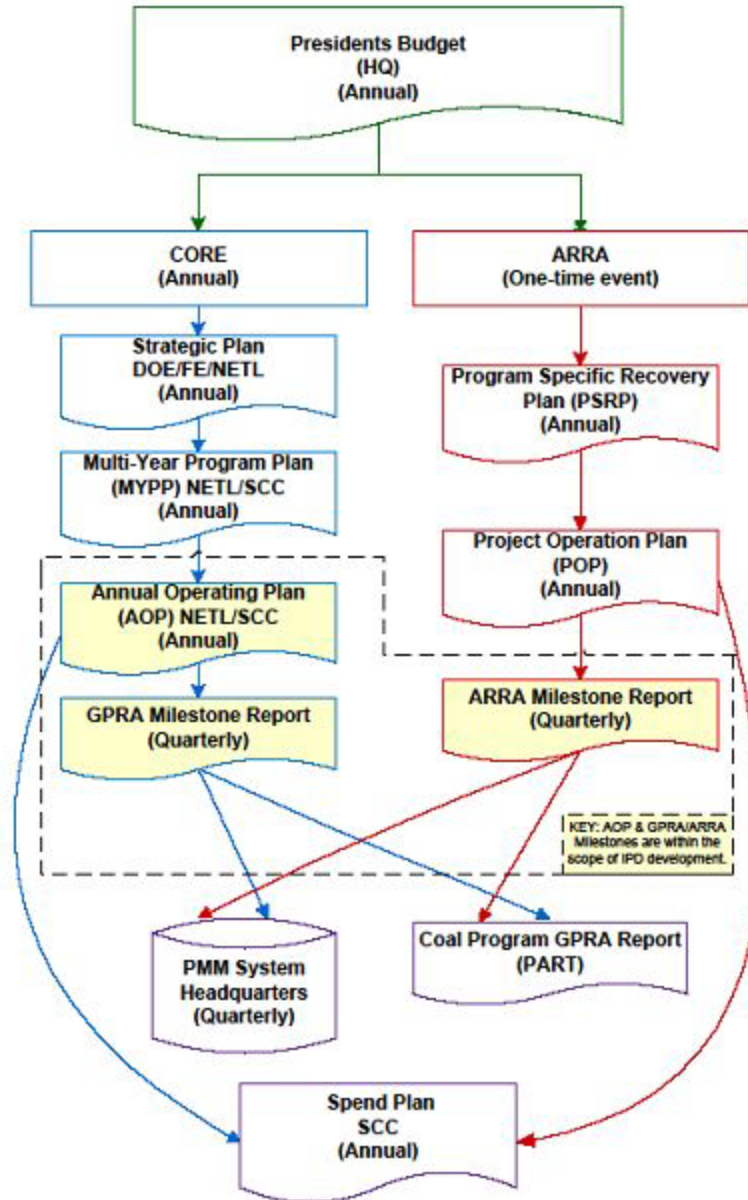 Presidents Budget
(HQ)
(Annual)
CORE
(Annual)
ARRA
(One-time event)
Strategic Plan
DOE/FE/NETL
(Annual)
Program Specific Recovery
Plan (PSRP)
(Annual)
Multi-Year Program Plan
(MYPP) NETL/SCC
(Annual)
Project Operation Plan
(POP)
(Annual)
Annual Operating Plan
(AOP) NETL/SCC
(Annual)
GPRA Milestone Report
(Quarterly)
ARRA Milestone Report
(Quarterly)
KEY: AOP & GPRA/ARRA
Milestones are within the
scope of IPD development.
PMM System
Headquarters
(Quarterly)
Coal Program GPRA Report
(PART)
Spend Plan
SCC
(Annual)